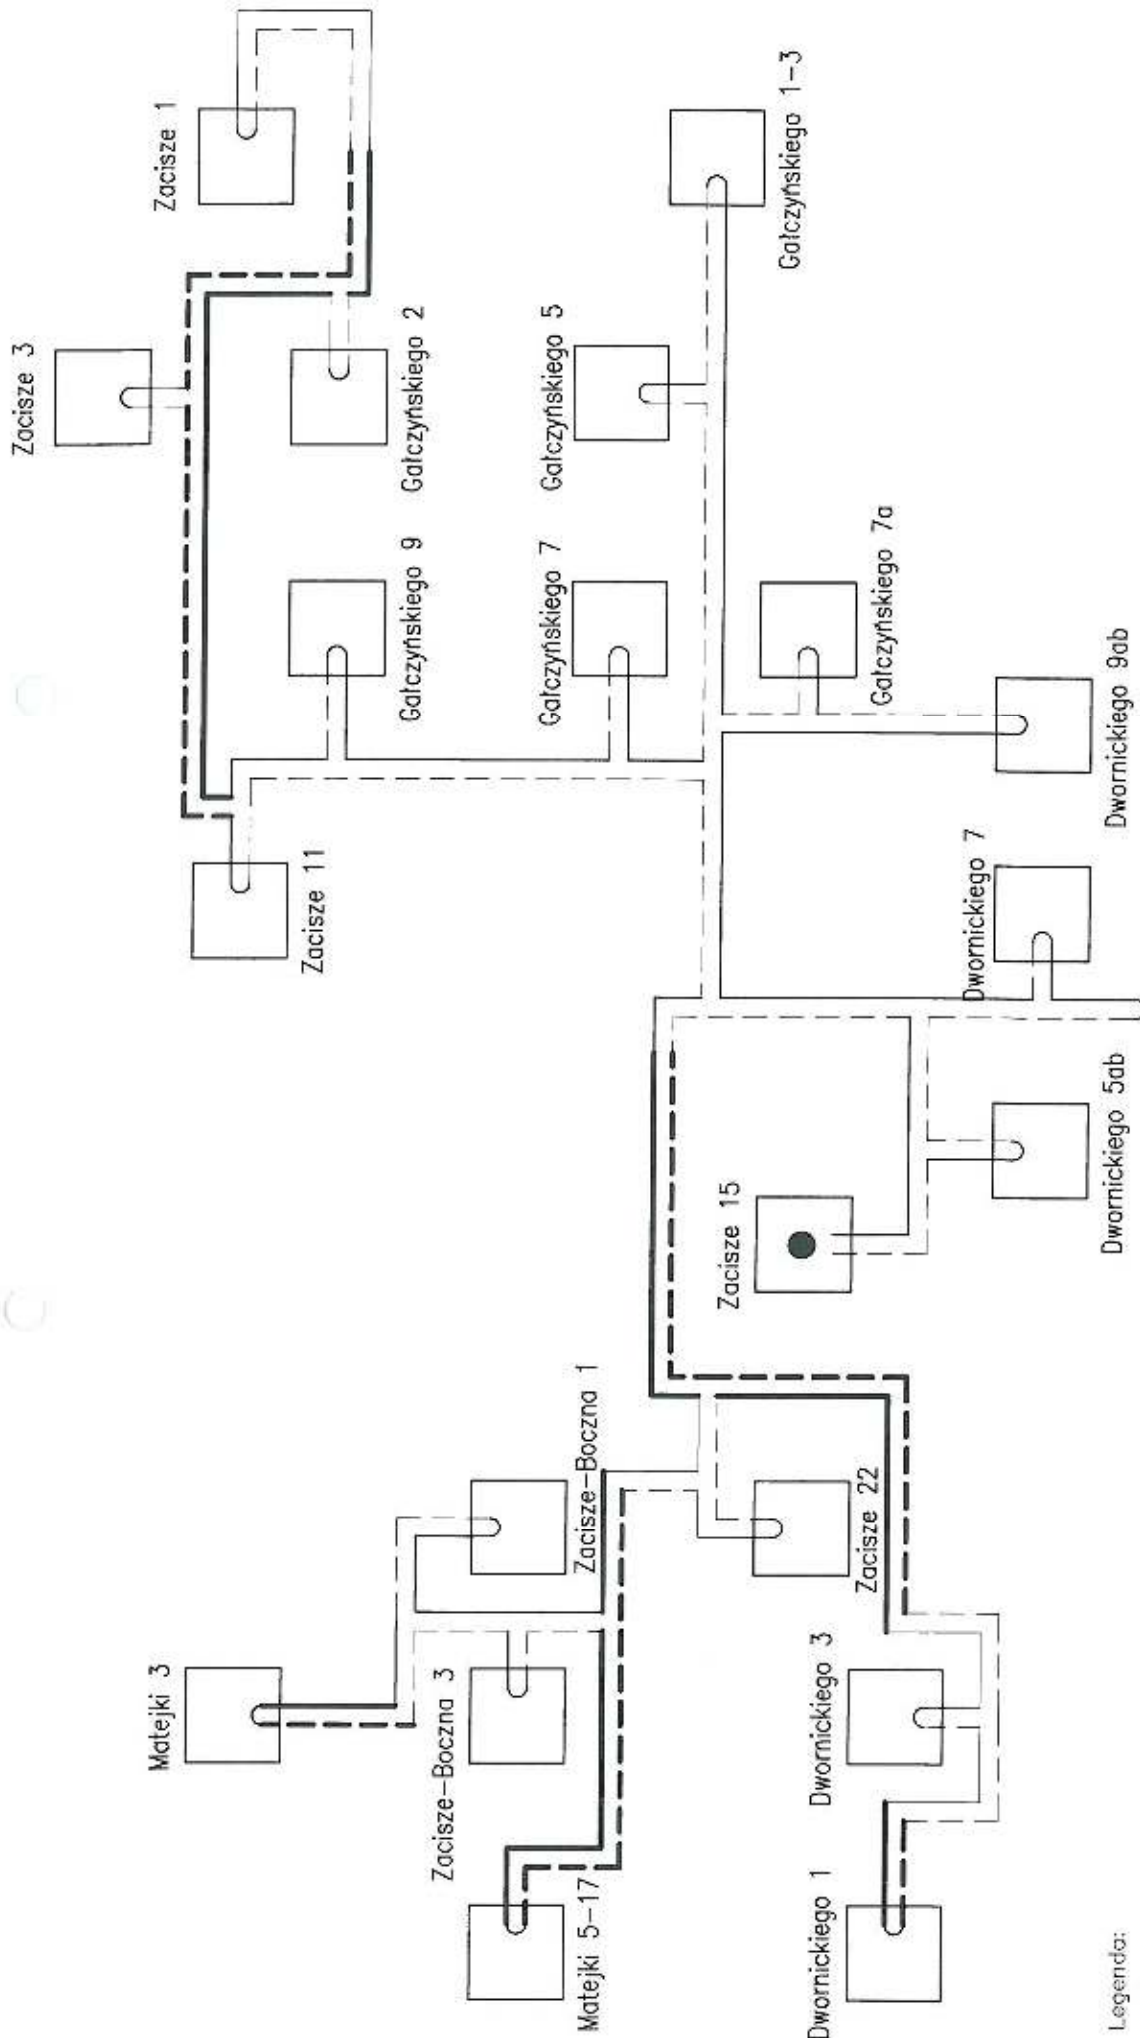 Zacisze 3
Matejki 3
Zacisze 1
Zacisze 11
Gałczyńskiego 9
Gałczyńskiego 2
Zacisze-Boczna 3
Gałczyńskiego 7
Gałczyńskiego 5
Matejki 5-17
Zacisze-Boczna 1
Zacisze 15
Gałczyńskiego 1-3
Dwornickiego 1
Dwornickiego 3
Zacisze 22
Gałczyńskiego 7a
Dwornickiego 7
Legenda:
Dwornickiego 5ab
Dwornickiego 9ab